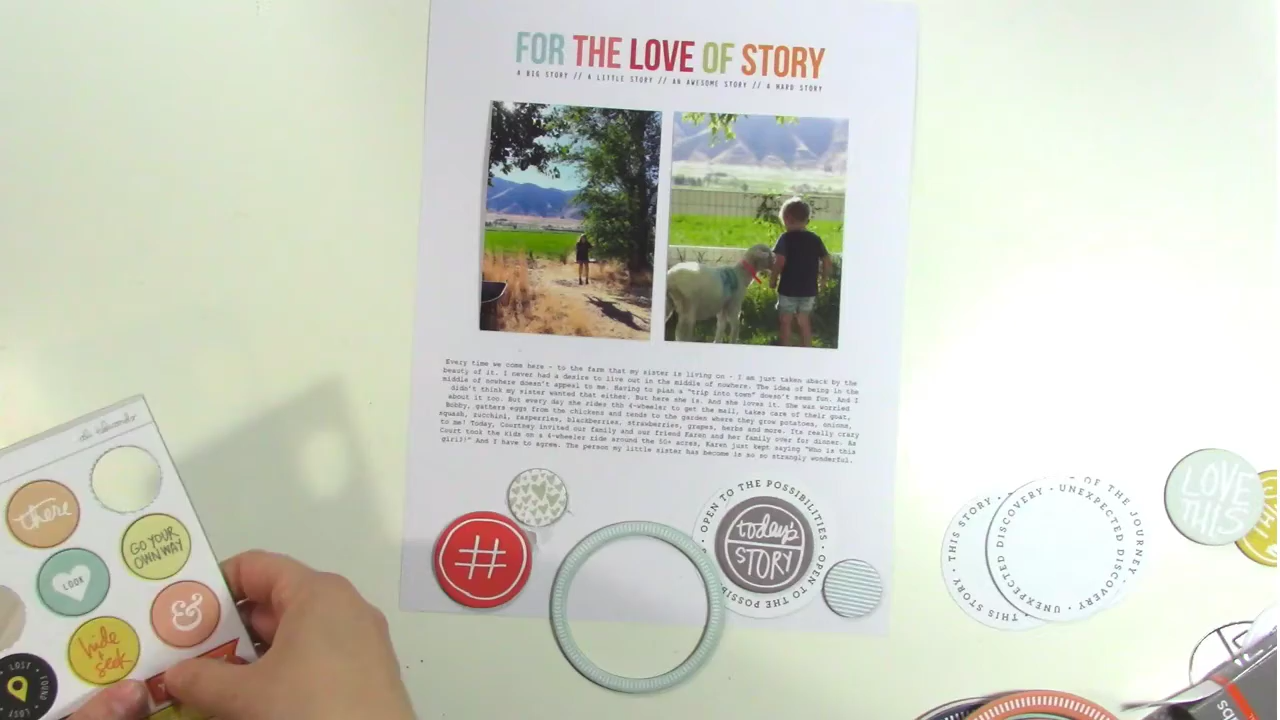 FOR THE LOVE OF STORY
A BIG STORY // A LITTLE STORY // AN AWESOME STORY // A HARD STORY
Every time we come here - to the farm that my sister is living on - I am just taken aback by the
beauty of it. I never had a desire to live out in the middle of nowhere. The idea of being in the
middle of nowhere doesn't appeal to me. Having to plan a "trip into town" doesn't seem fun. And I
didn't think my sister wanted that either. But here she is. And she loves it. She was worried
about it too. But every day she rides the 4-wheeler to get the mail, takes care of their goat,
Bobby, gathers eggs from the chickens and tends to the garden where they grow potatoes, onions,
squash, zucchini, raspberries, blackberries, strawberries, grapes, herbs and more. Its really crazy
to me! Today, Courtney invited our family and our friend Karen and her family over for dinner. As
Court took the kids on a 4-wheeler ride around the 50+ acres, Karen just kept saying "Who is this
girl?!" And I have to agree. The person my little sister has become is so so strangly wonderful.
#
OPEN TO THE POSSIBILITIES • OPEN TO THE
today's
STORY
THIS STORY • THIS STORY •
OF THE JOURNEY
UNEXPECTED DISCOVERY • UNEXPECTED DISCOVERY •
LOVE
THIS
there
GO YOUR
OWN WAY
LOOK
&
hide
+
seek
LOST • FOUND • LOST